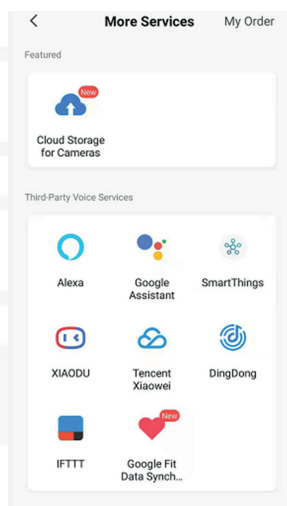 More Services My Order
Featured
New
Cloud Storage
for Cameras
Third-Party Voice Services
Alexa
Google
Assistant
SmartThings
XIAODU
Tencent
Xiaowei
DingDong
New
IFTTT
Google Fit
Data Synch...